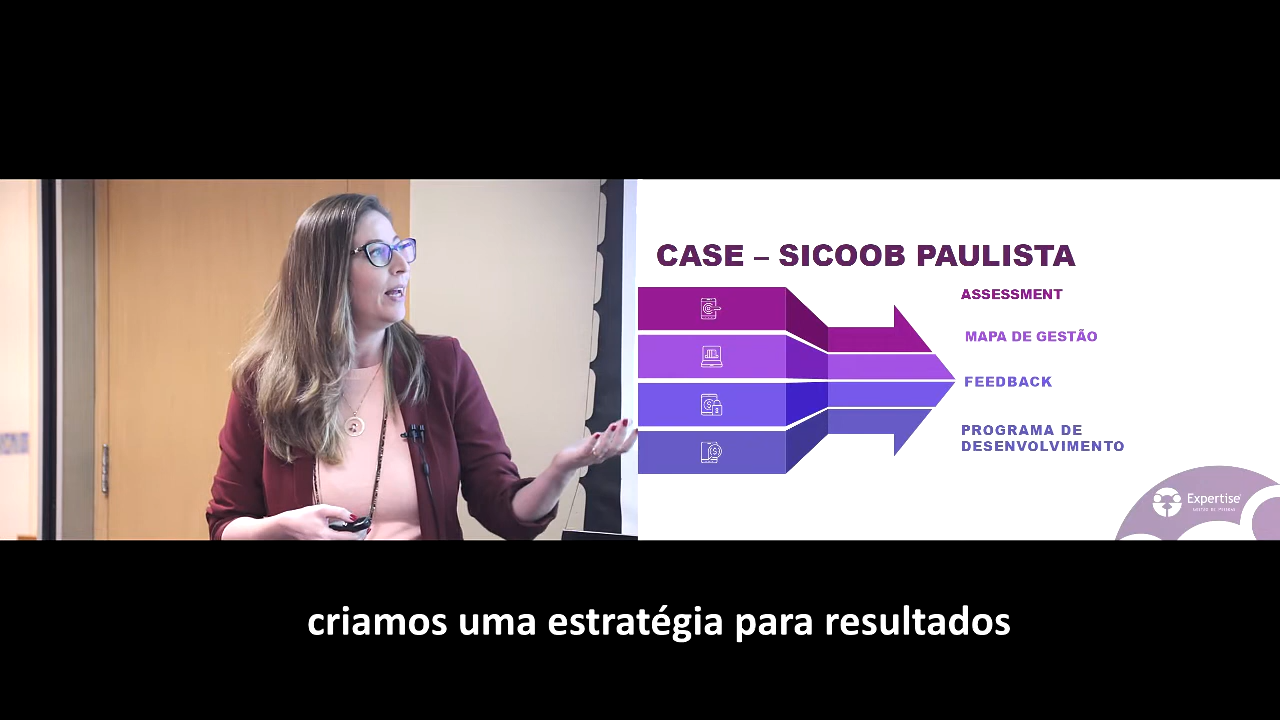 CASE – SICOOB PAULISTA
ASSESSMENT
MAPA DE GESTÃO
FEEDBACK
PROGRAMA DE
DESENVOLVIMENTO
Expertise
criamos uma estratégia para resultados